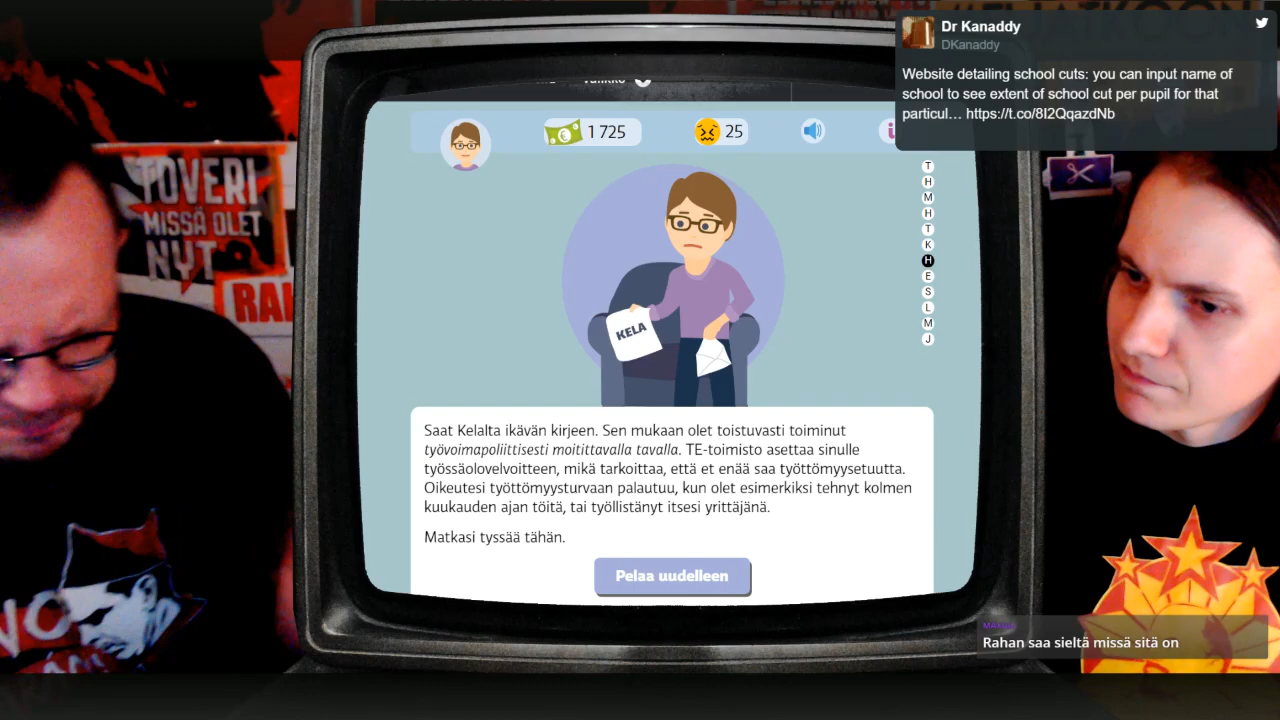 Dr Kanaddy
DKanaddy
Website detailing school cuts: you can input name of
school to see extent of school cut per pupil for that
particul… https://t.co/8I2QqazdNb
1 725
25
T
H
M
H
T
K
H
E
S
L
M
J
TOVERI
MISSÄ OLET
NYT
KELA
Saat Kelalta ikävän kirjeen. Sen mukaan olet toistuvasti toiminut
työvoimapoliittisesti moitittavalla tavalla. TE-toimisto asettaa sinulle
työssäolovelvoitteen, mikä tarkoittaa, että et enää saa työttömyysetuutta.
Oikeutesi työttömyysturvaan palautuu, kun olet esimerkiksi tehnyt kolmen
kuukauden ajan töitä, tai työllistänyt itsesi yrittäjänä.
Matkasi tyssää tähän.
Pelaa uudelleen
Rahan saa sieltä missä sitä on